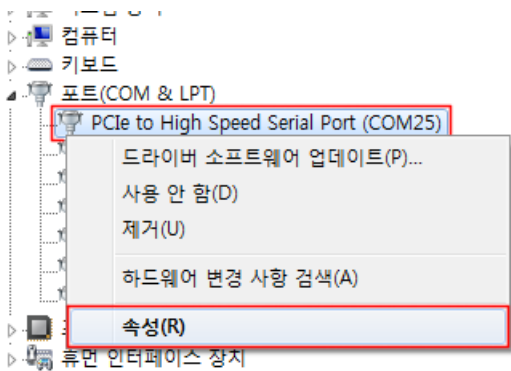 컴퓨터
키보드
포트(COM & LPT)
PCIe to High Speed Serial Port (COM25)
드라이버 소프트웨어 업데이트(P)...
사용 안 함(D)
제거(U)
하드웨어 변경 사항 검색(A)
속성(R)
휴먼 인터페이스 장치